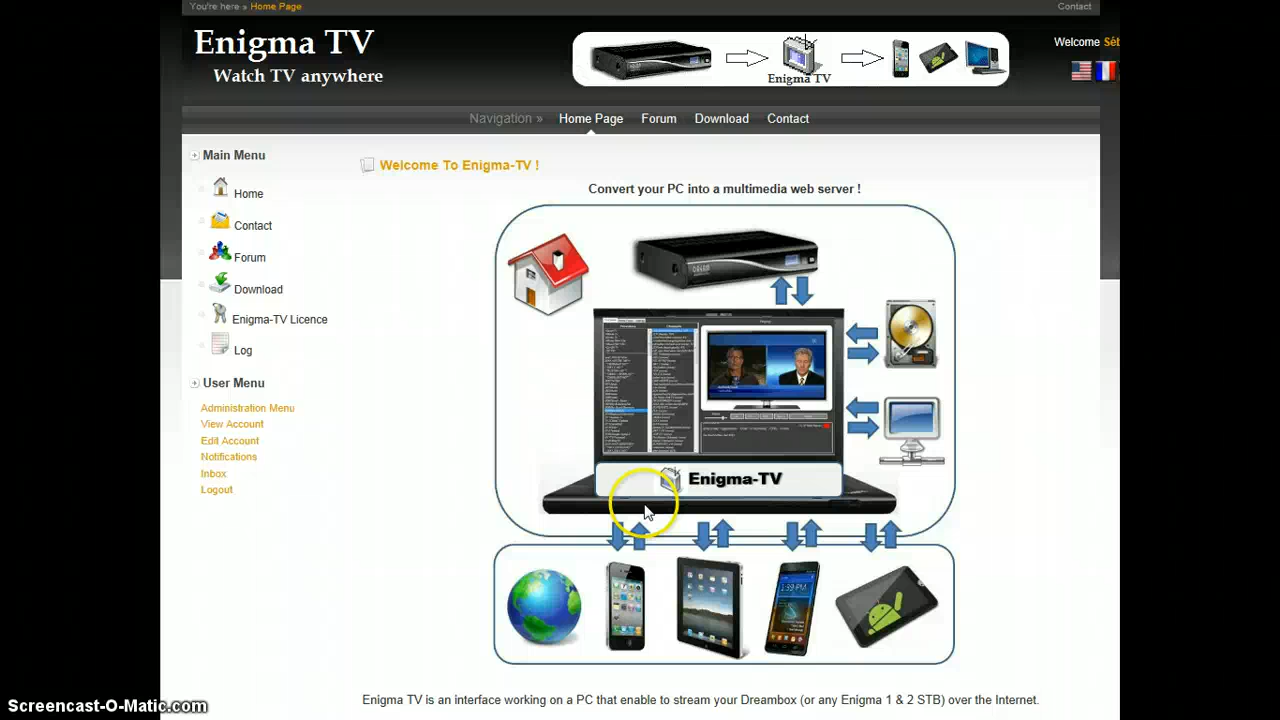 You're here » Home Page
Contact
Enigma TV
Watch TV anywhere
Enigma TV
Welcome Séb
Navigation »
Home Page
Forum
Download
Contact
Main Menu
Home
Contact
Forum
Download
Enigma-TV Licence
Log
User Menu
Administration Menu
View Account
Edit Account
Notifications
Inbox
Logout
Welcome To Enigma-TV !
Convert your PC into a multimedia web server !
Enigma-TV
1:39 PM
Enigma TV is an interface working on a PC that enable to stream your Dreambox (or any Enigma 1 & 2 STB) over the Internet.
Screencast-O-Matic.com